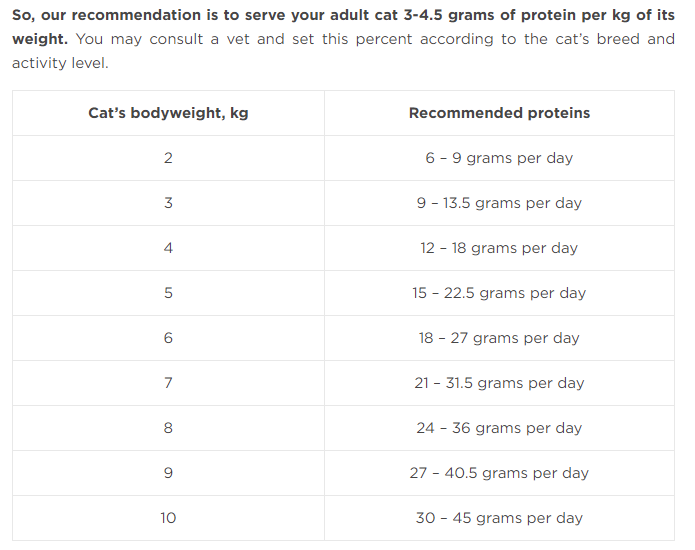 So, our recommendation is to serve your adult cat 3-4.5 grams of protein per kg of its
weight. You may consult a vet and set this percent according to the cat’s breed and
activity level.
Cat’s bodyweight, kg Recommended proteins
2 6 – 9 grams per day
3 9 – 13.5 grams per day
4 12 – 18 grams per day
5 15 – 22.5 grams per day
6 18 – 27 grams per day
7 21 – 31.5 grams per day
8 24 – 36 grams per day
9 27 – 40.5 grams per day
10 30 – 45 grams per day